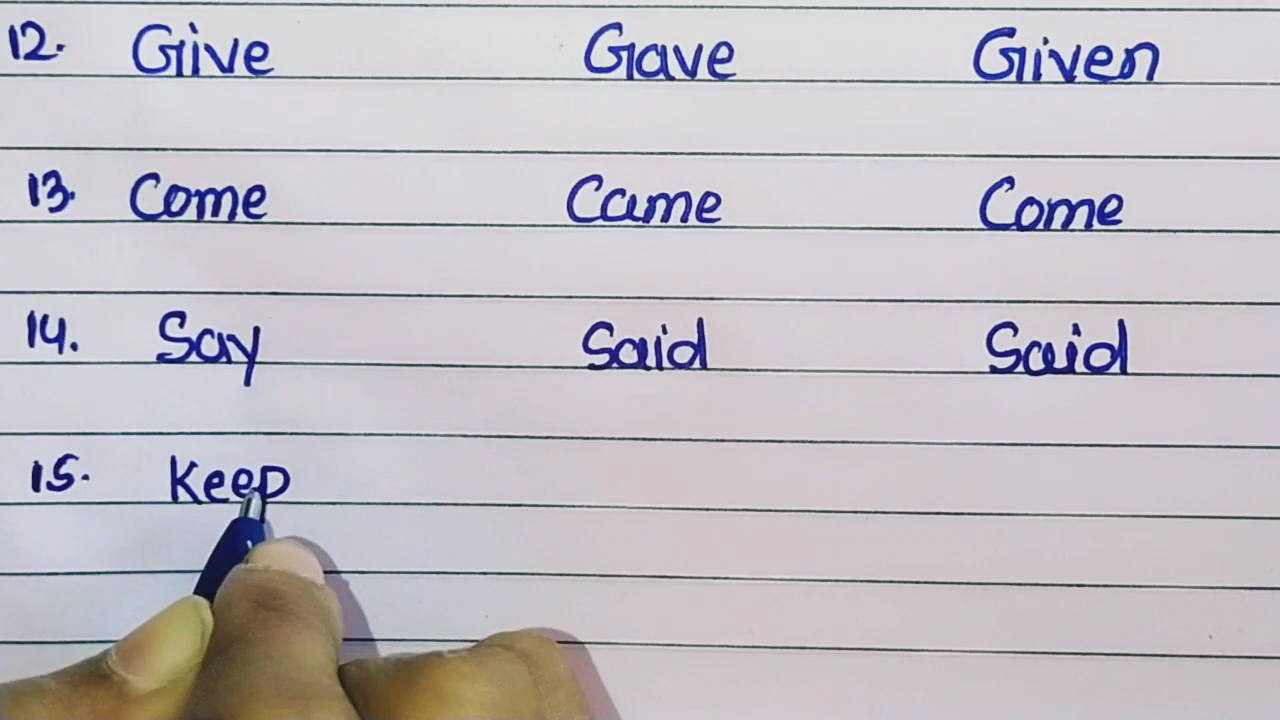 12. Give Gave Given
13. Come Came Come
14. Say Said Said
15. Keep